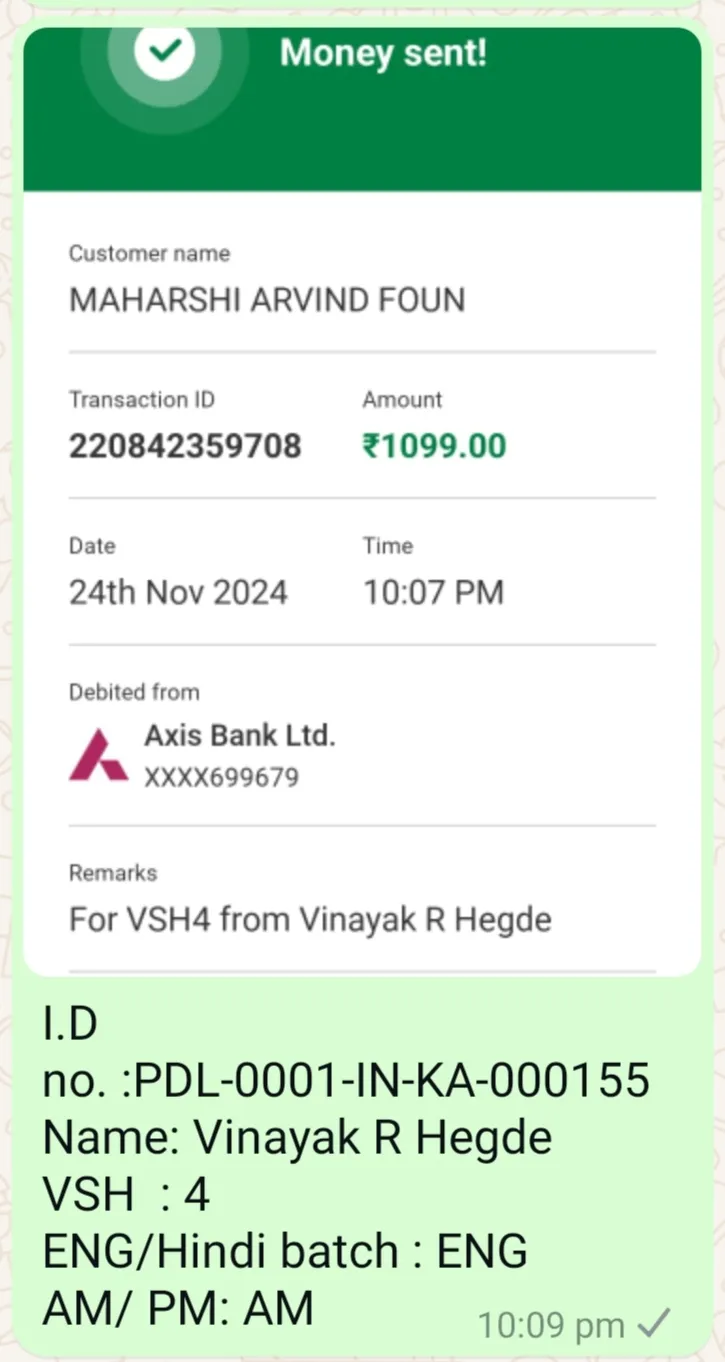 Money sent!
Customer name
MAHARSHI ARVIND FOUN
Transaction ID Amount
220842359708 ₹1099.00
Date Time
24th Nov 2024 10:07 PM
Debited from
Axis Bank Ltd.
XXXX699679
Remarks
For VSH4 from Vinayak R Hegde
I.D
no. :PDL-0001-IN-KA-000155
Name: Vinayak R Hegde
VSH  : 4
ENG/Hindi batch : ENG
AM/ PM: AM
10:09 pm